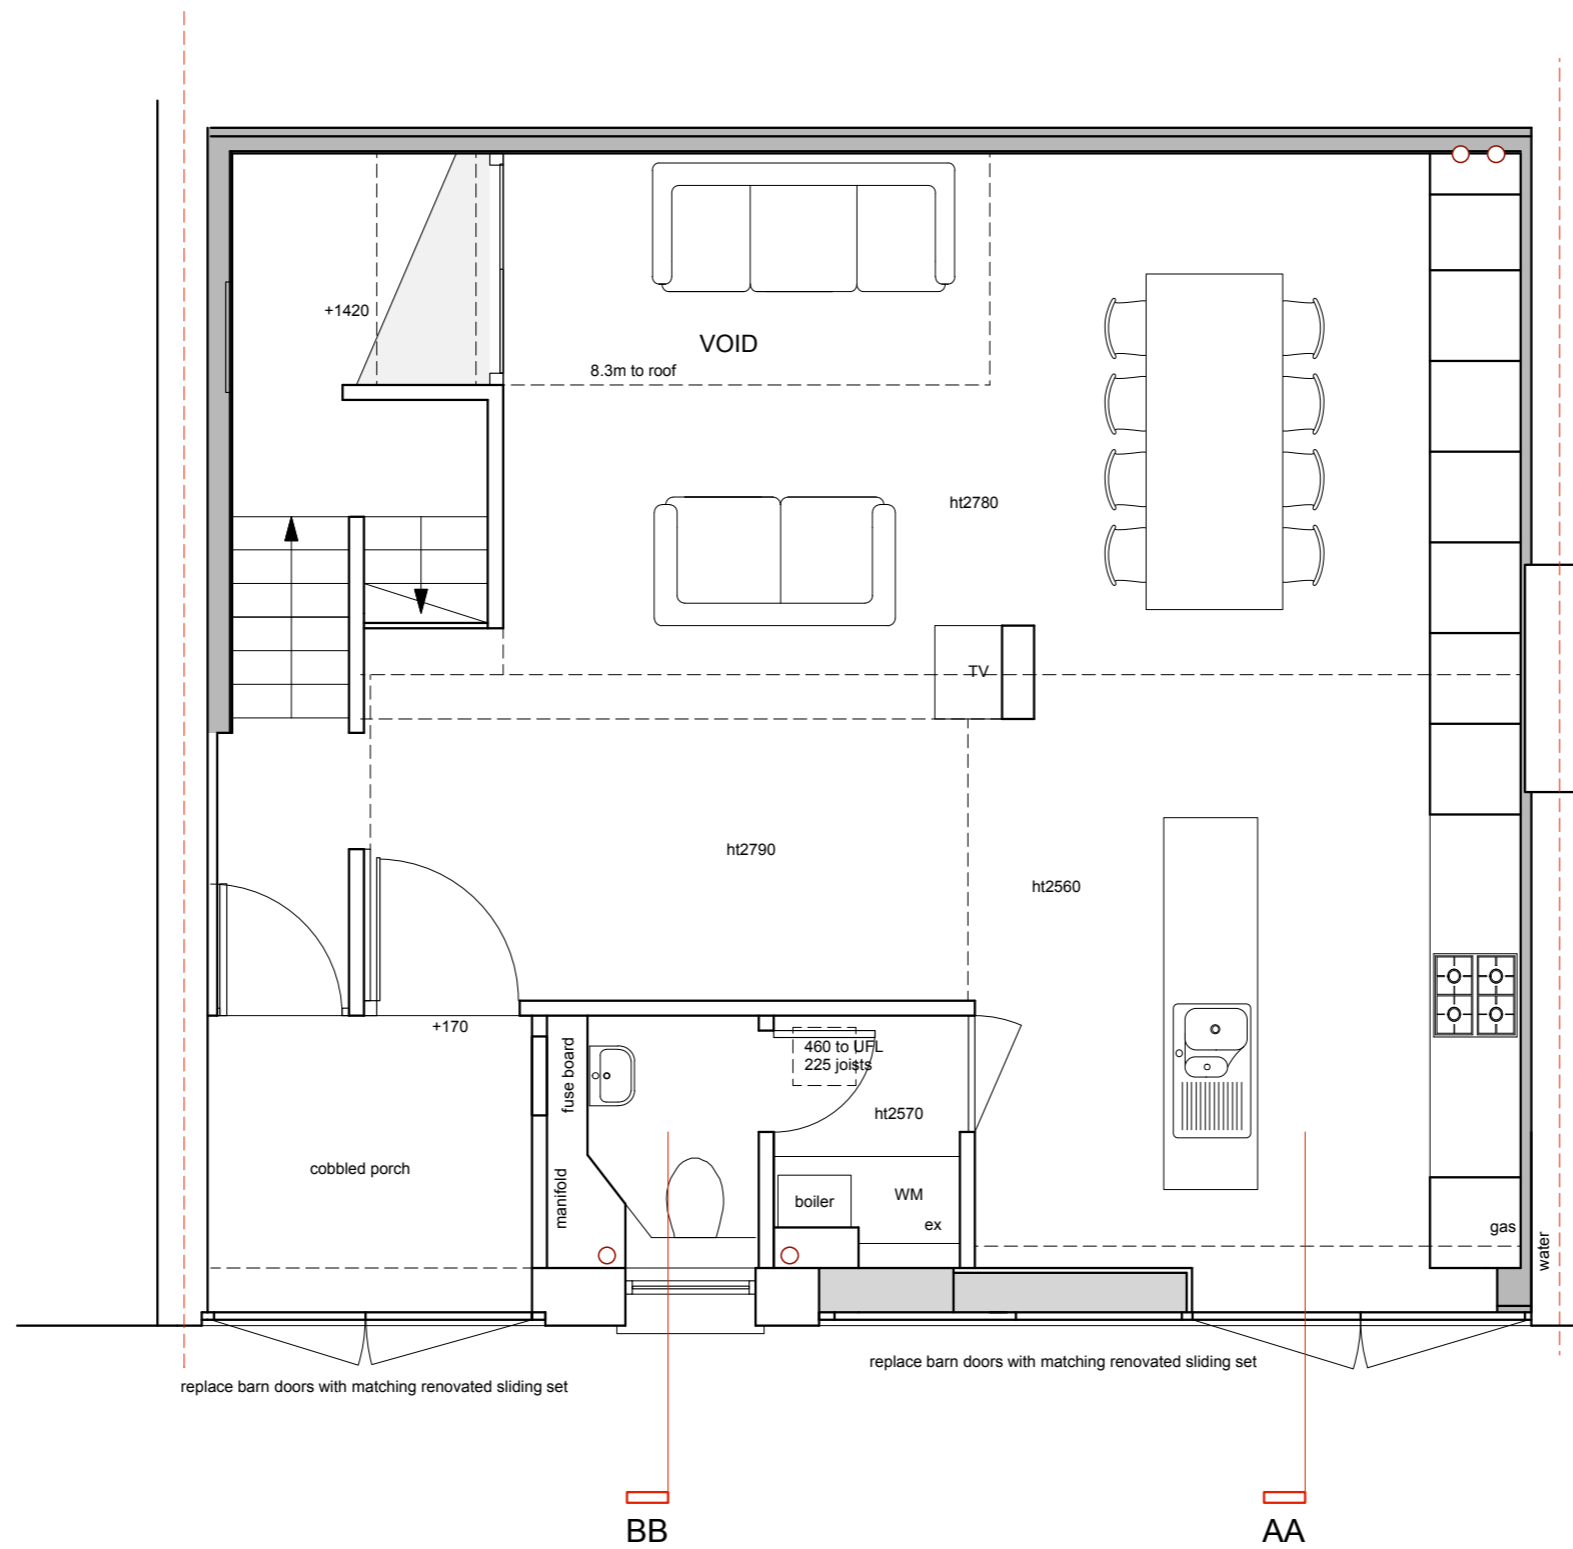 +1420
VOID
8.3m to roof
ht2780
TV
ht2790
ht2560
+170
fuse board
460 to UFL
225 joists
ht2570
cobbled porch
manifold
boiler
WM
ex
gas
water
replace barn doors with matching renovated sliding set
replace barn doors with matching renovated sliding set
BB
AA